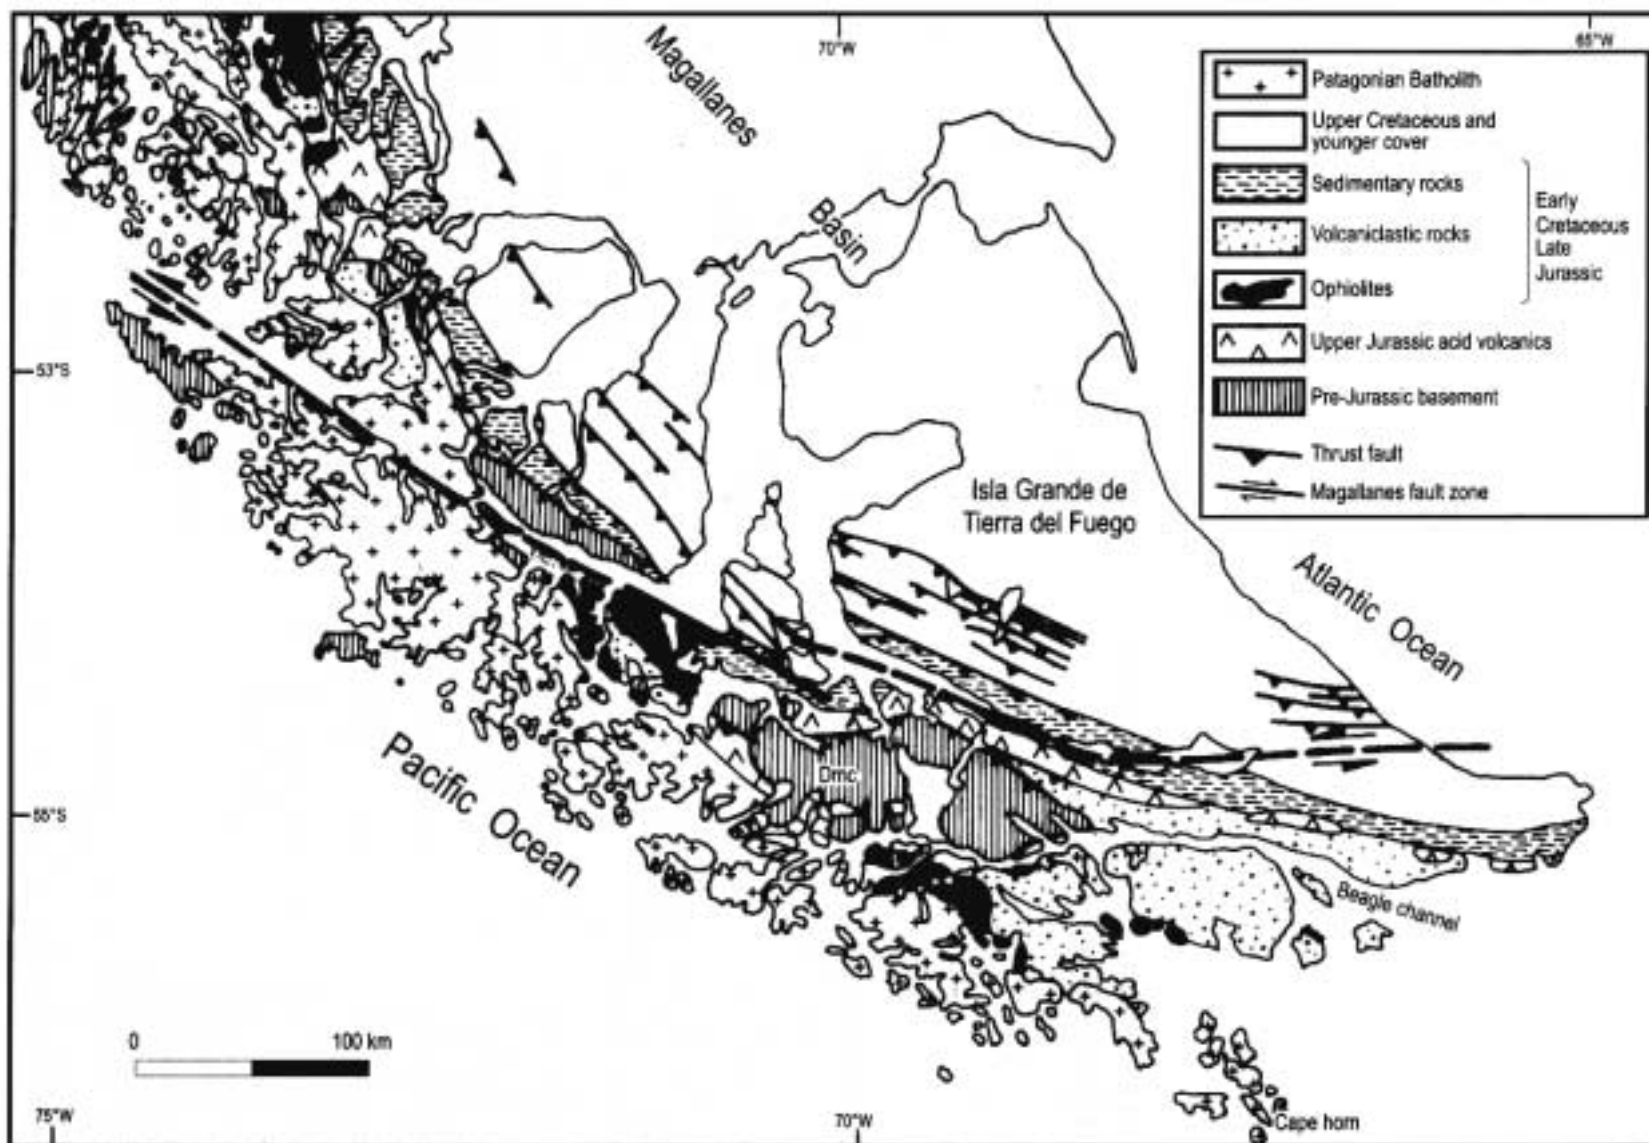 70°W
65°W
Magallanes
Basin
Patagonian Batholith
Upper Cretaceous and
younger cover
Sedimentary rocks
Volcaniclastic rocks
Ophiolites
Early
Cretaceous
Late
Jurassic
Upper Jurassic acid volcanics
Pre-Jurassic basement
Thrust fault
Magallanes fault zone
53°S
Isla Grande de
Tierra del Fuego
Atlantic Ocean
Pacific Ocean
Dmc
55°S
Beagle channel
0 100 km
75°W
70°W
Cape horn